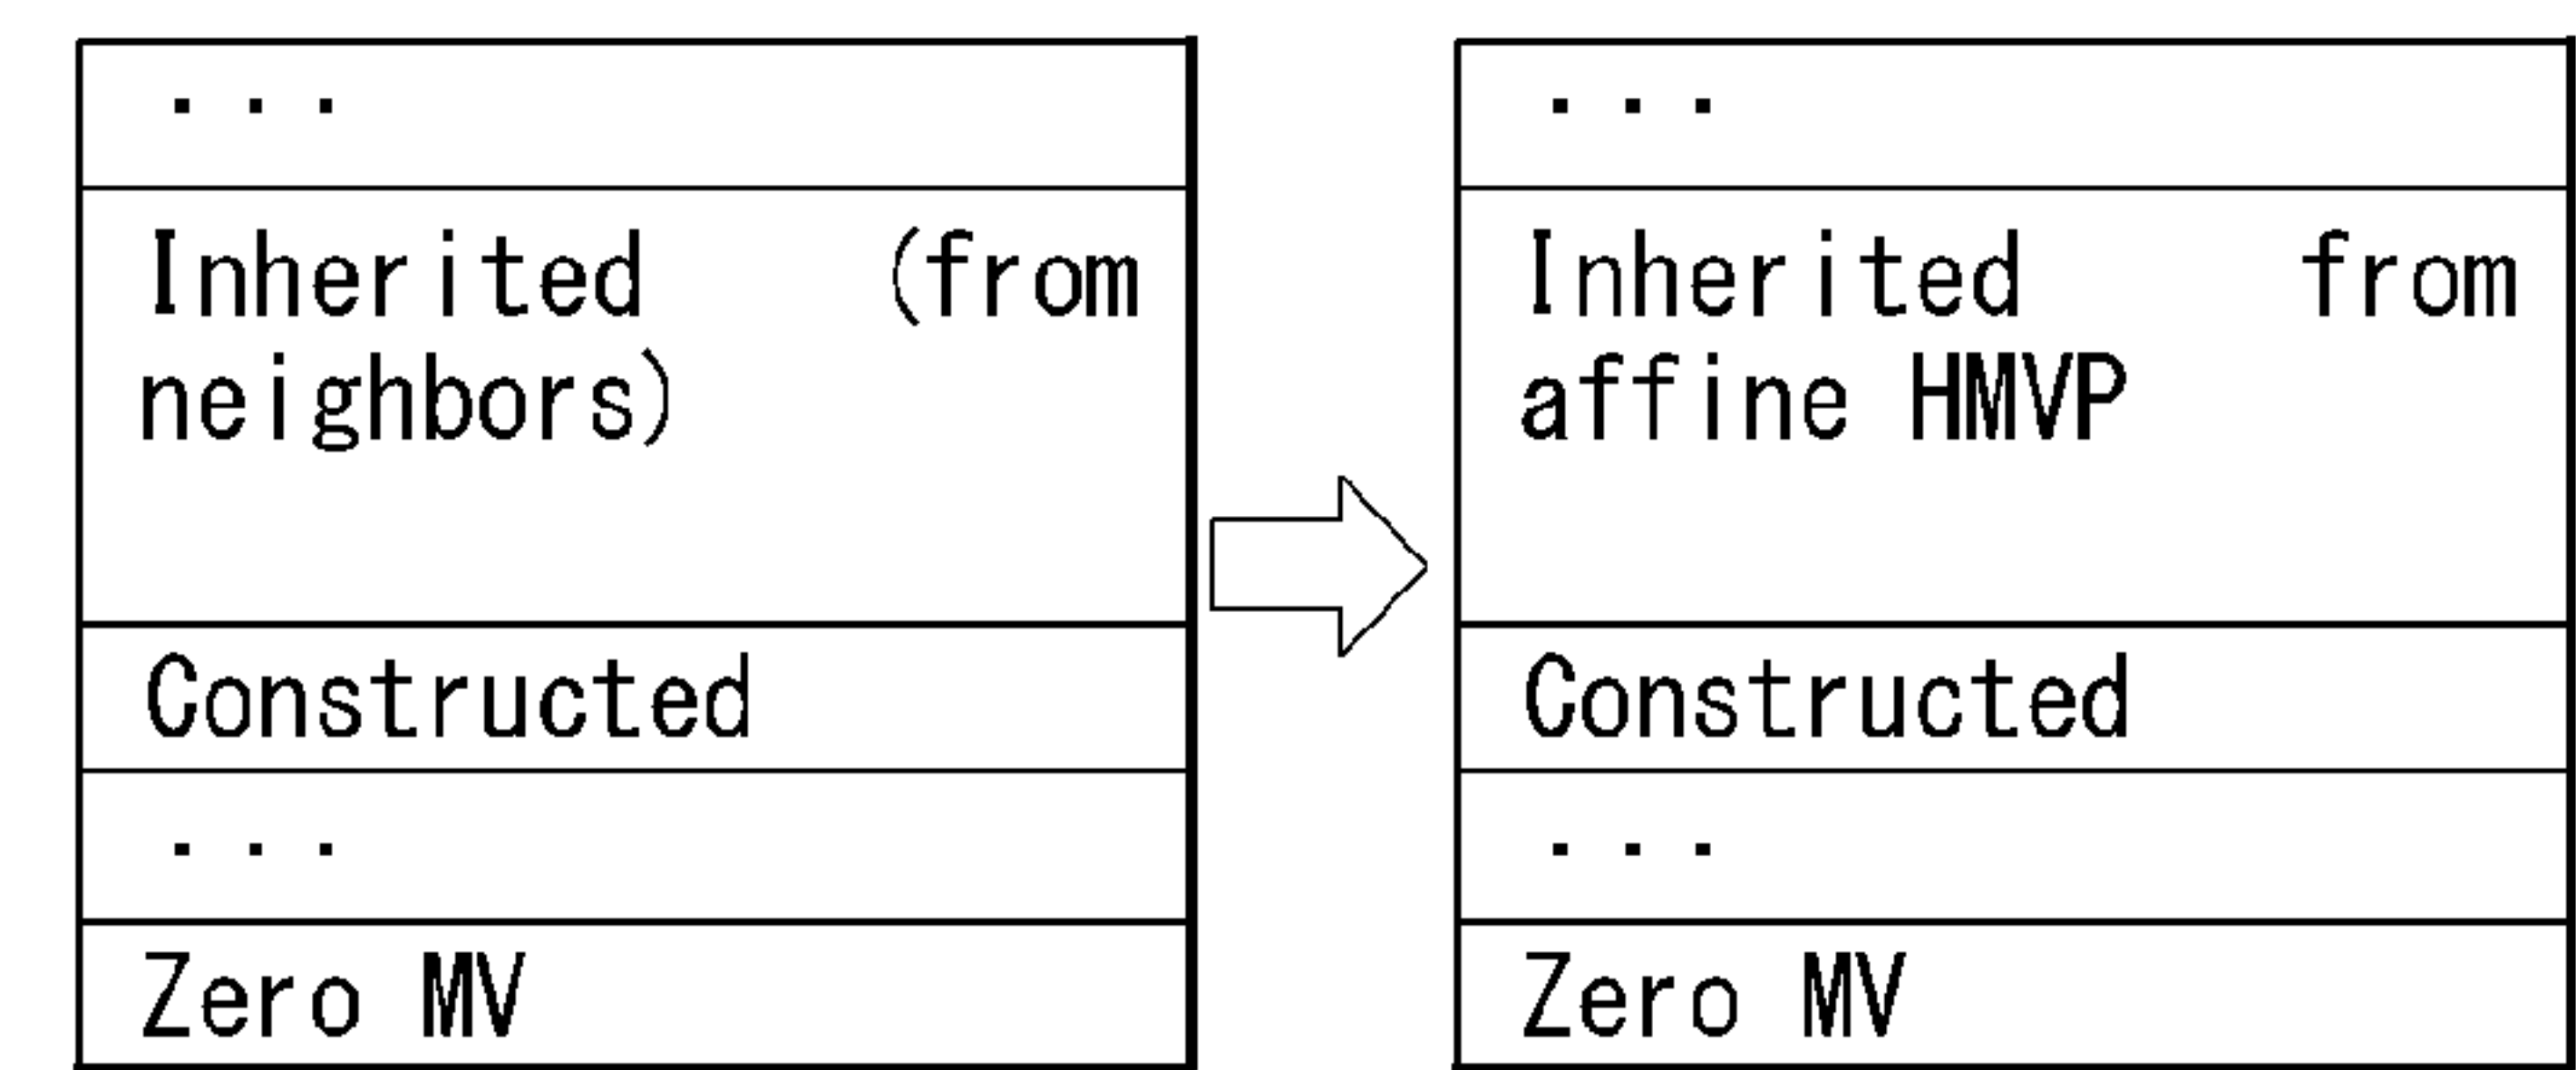 . . .
Inherited (from
neighbors)
Constructed
. . .
Zero MV
. . .
Inherited from
affine HMVP
Constructed
. . .
Zero MV